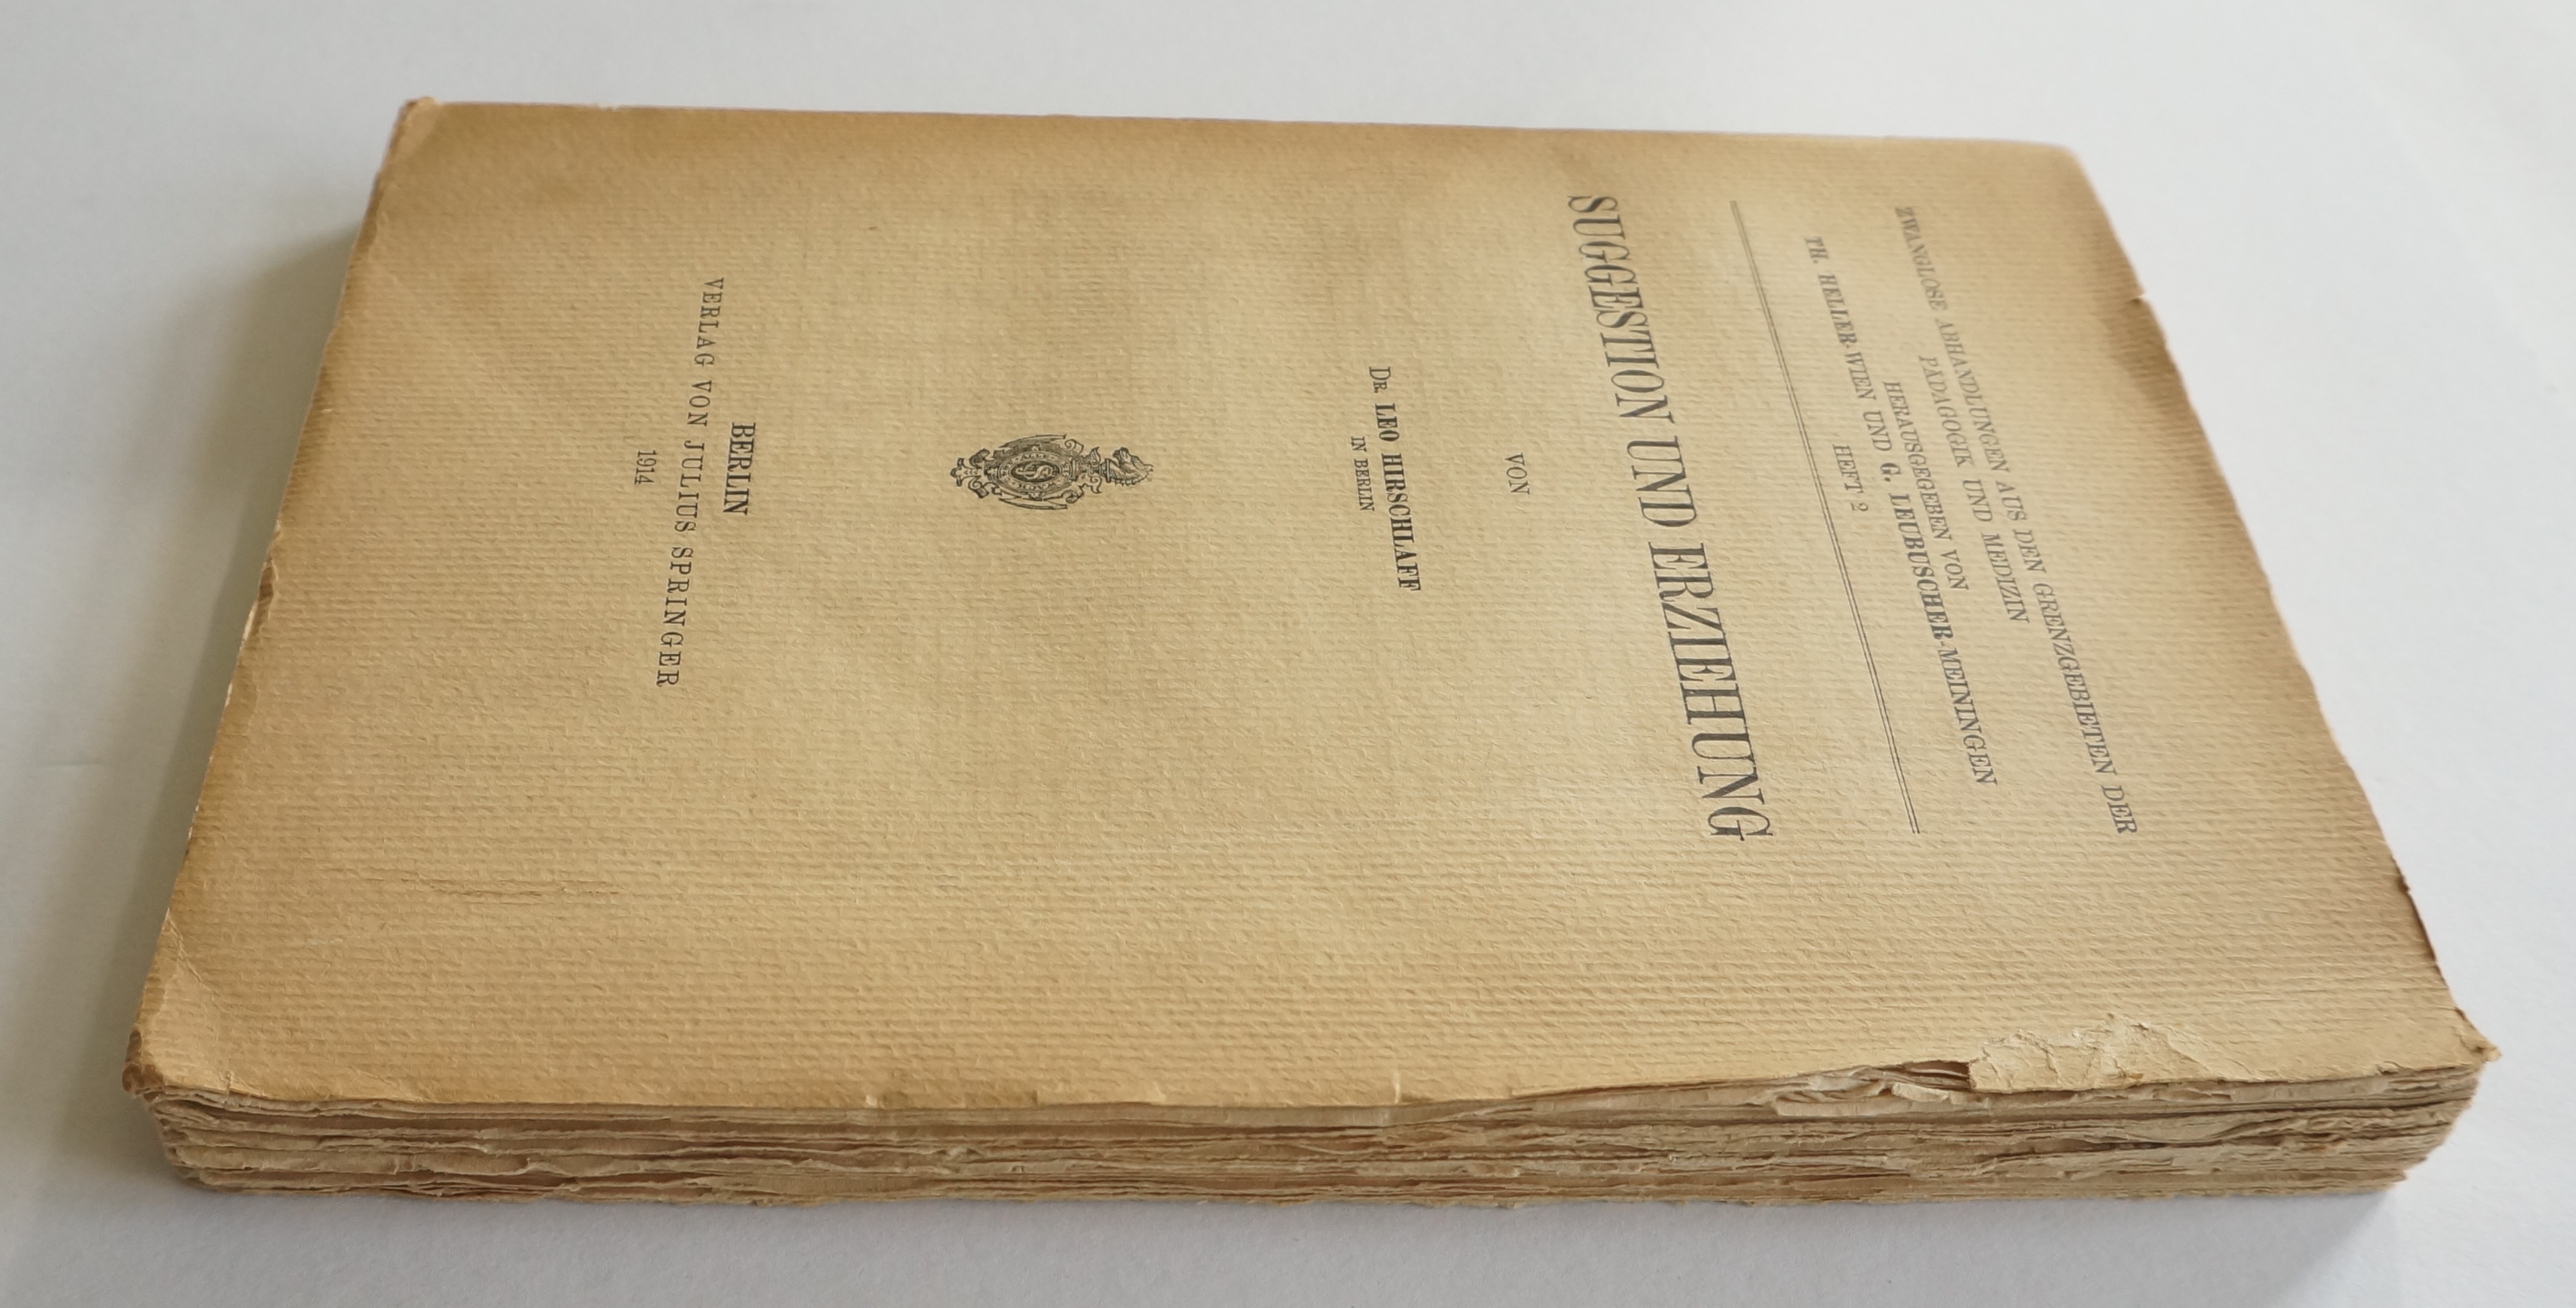 ZWANGLOSE ABHANDLUNGEN AUS DEN GRENZGEBIETEN DER
PÄDAGOGIK UND MEDIZIN
HERAUSGEGEBEN VON
TH. HELLER-WIEN UND G. LEUBUSCHER-MEININGEN
HEFT 2
SUGGESTION UND ERZIEHUNG
VON
DR. LEO HIRSCHLAFF
IN BERLIN
BERLIN
VERLAG VON JULIUS SPRINGER
1914